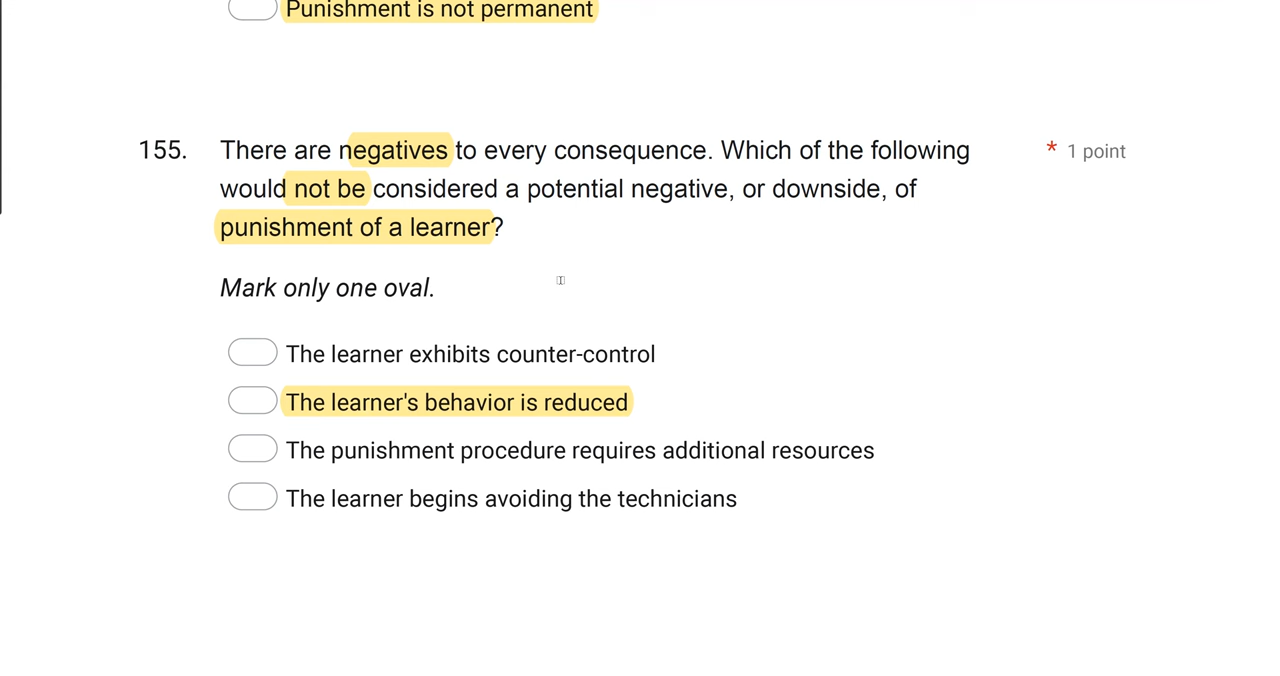 Punishment is not permanent
155. There are negatives to every consequence. Which of the following * 1 point
would not be considered a potential negative, or downside, of
punishment of a learner?
Mark only one oval.
The learner exhibits counter-control
The learner's behavior is reduced
The punishment procedure requires additional resources
The learner begins avoiding the technicians